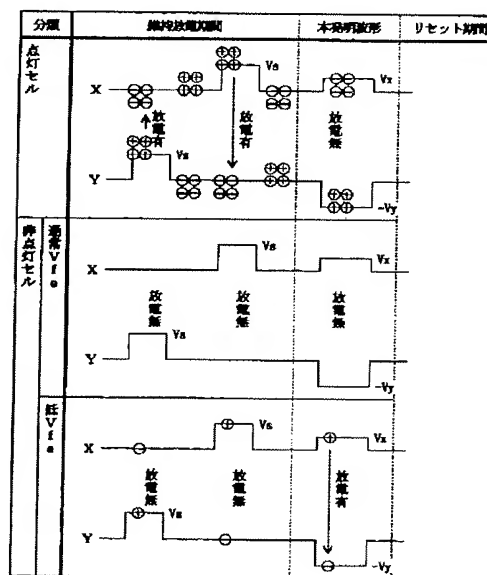 分類 維持放電期間 本発明波形 リセット期間
点灯セル
X Vs Vx
放電有 放電有 放電無
Y Vs -Vy
非点灯セル
通常Vfe
X Vs Vx
放電無 放電無 放電無
Y Vs -Vy
低Vfe
X Vs Vx
放電無 放電無 放電有
Y Vs -Vy